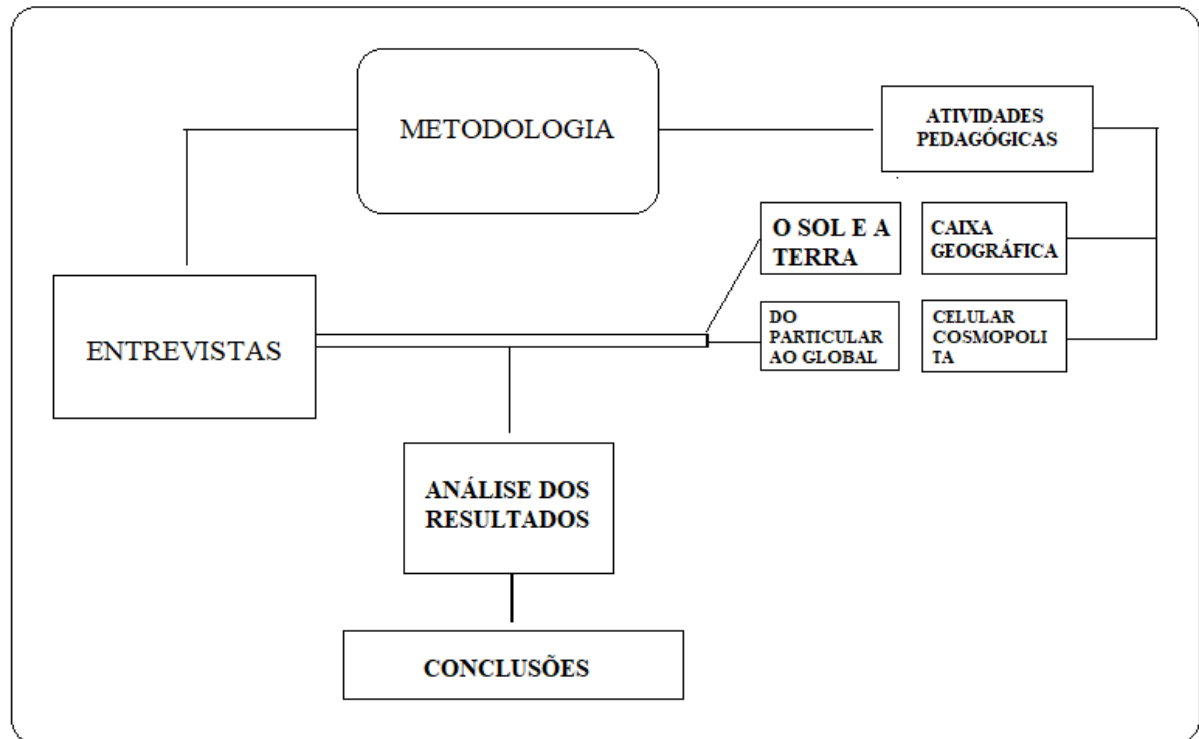 METODOLOGIA
ATIVIDADES
PEDAGÓGICAS
O SOL E A
TERRA
CAIXA
GEOGRÁFICA
ENTREVISTAS
DO
PARTICULAR
AO GLOBAL
CELULAR
COSMOPOLI
TA
ANÁLISE DOS
RESULTADOS
CONCLUSÕES